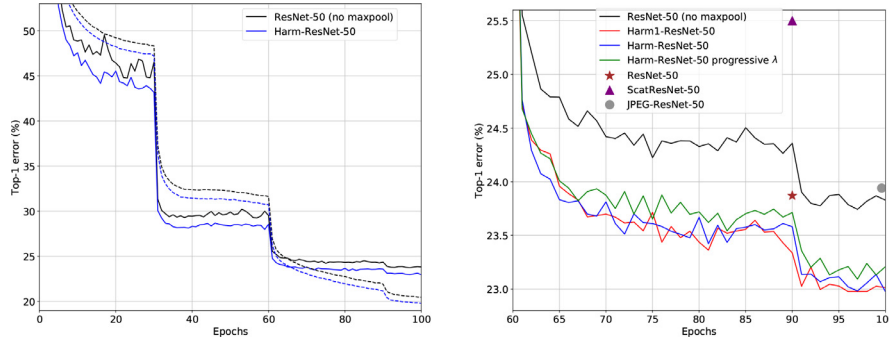 ResNet-50 (no maxpool)
Harm-ResNet-50
50
45
40
35
30
25
20
Top-1 error (%)
0 20 40 60 80 100
Epochs
ResNet-50 (no maxpool)
Harm1-ResNet-50
Harm-ResNet-50
Harm-ResNet-50 progressive λ
ResNet-50
ScatResNet-50
JPEG-ResNet-50
25.5
25.0
24.5
24.0
23.5
23.0
Top-1 error (%)
60 65 70 75 80 85 90 95 100
Epochs